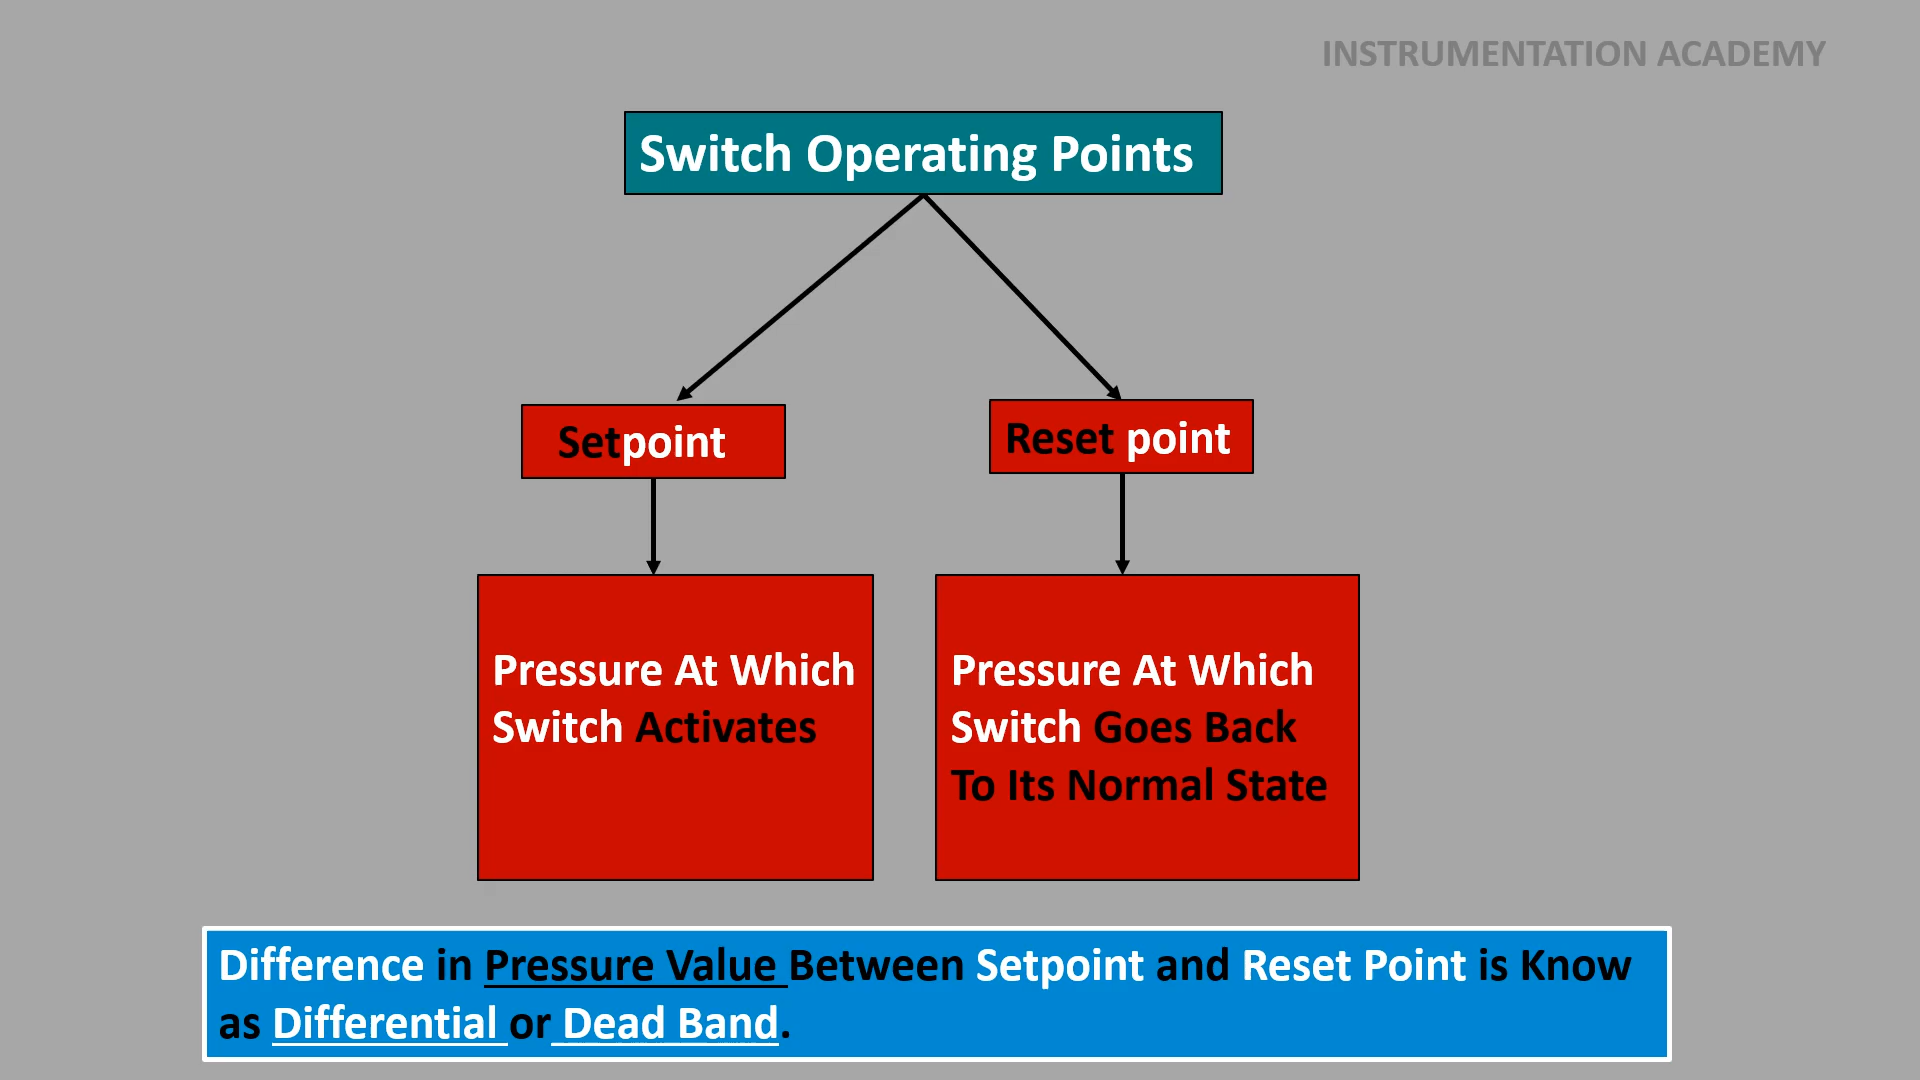 INSTRUMENTATION ACADEMY
Switch Operating Points
Setpoint
Reset point
Pressure At Which
Switch Activates
Pressure At Which
Switch Goes Back
To Its Normal State
Difference in Pressure Value Between Setpoint and Reset Point is Know
as Differential or Dead Band.